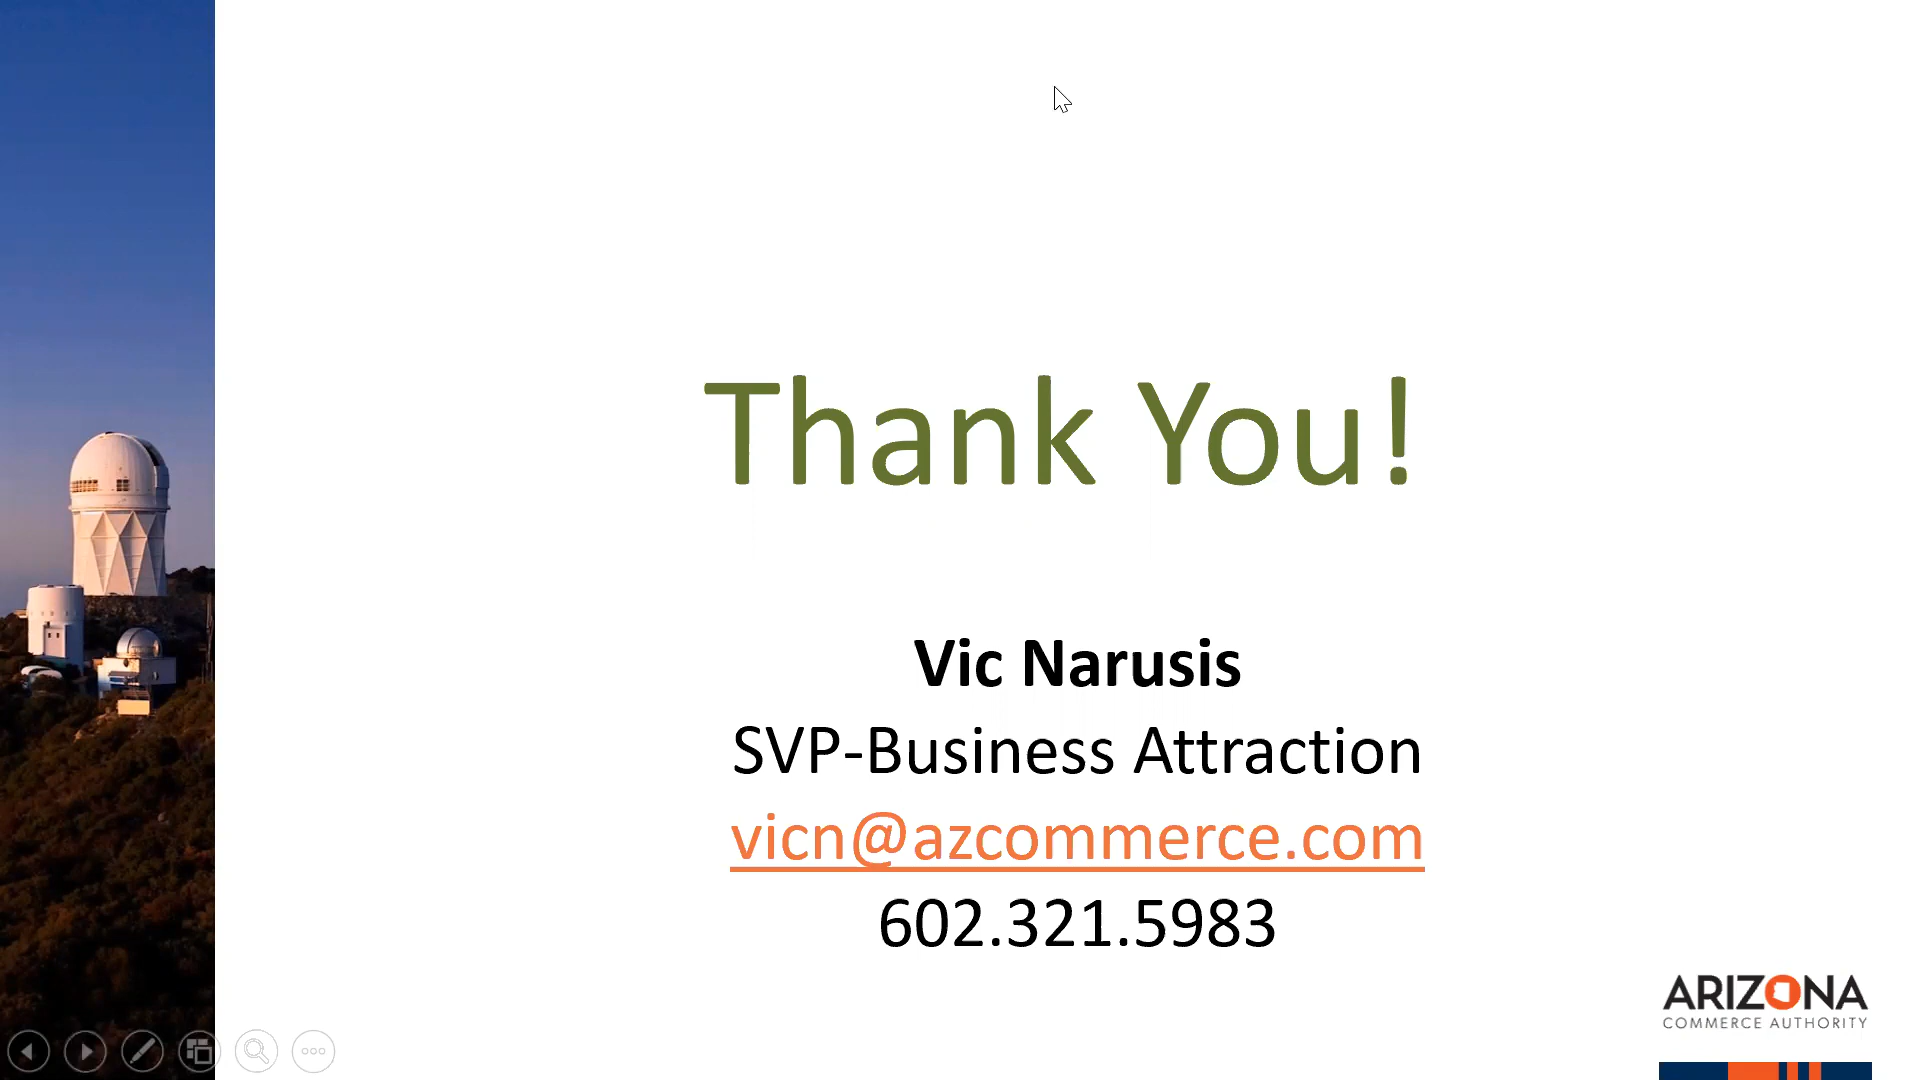 Thank You!
Vic Narusis
SVP-Business Attraction
vicn@azcommerce.com
602.321.5983
ARIZONA
COMMERCE AUTHORITY